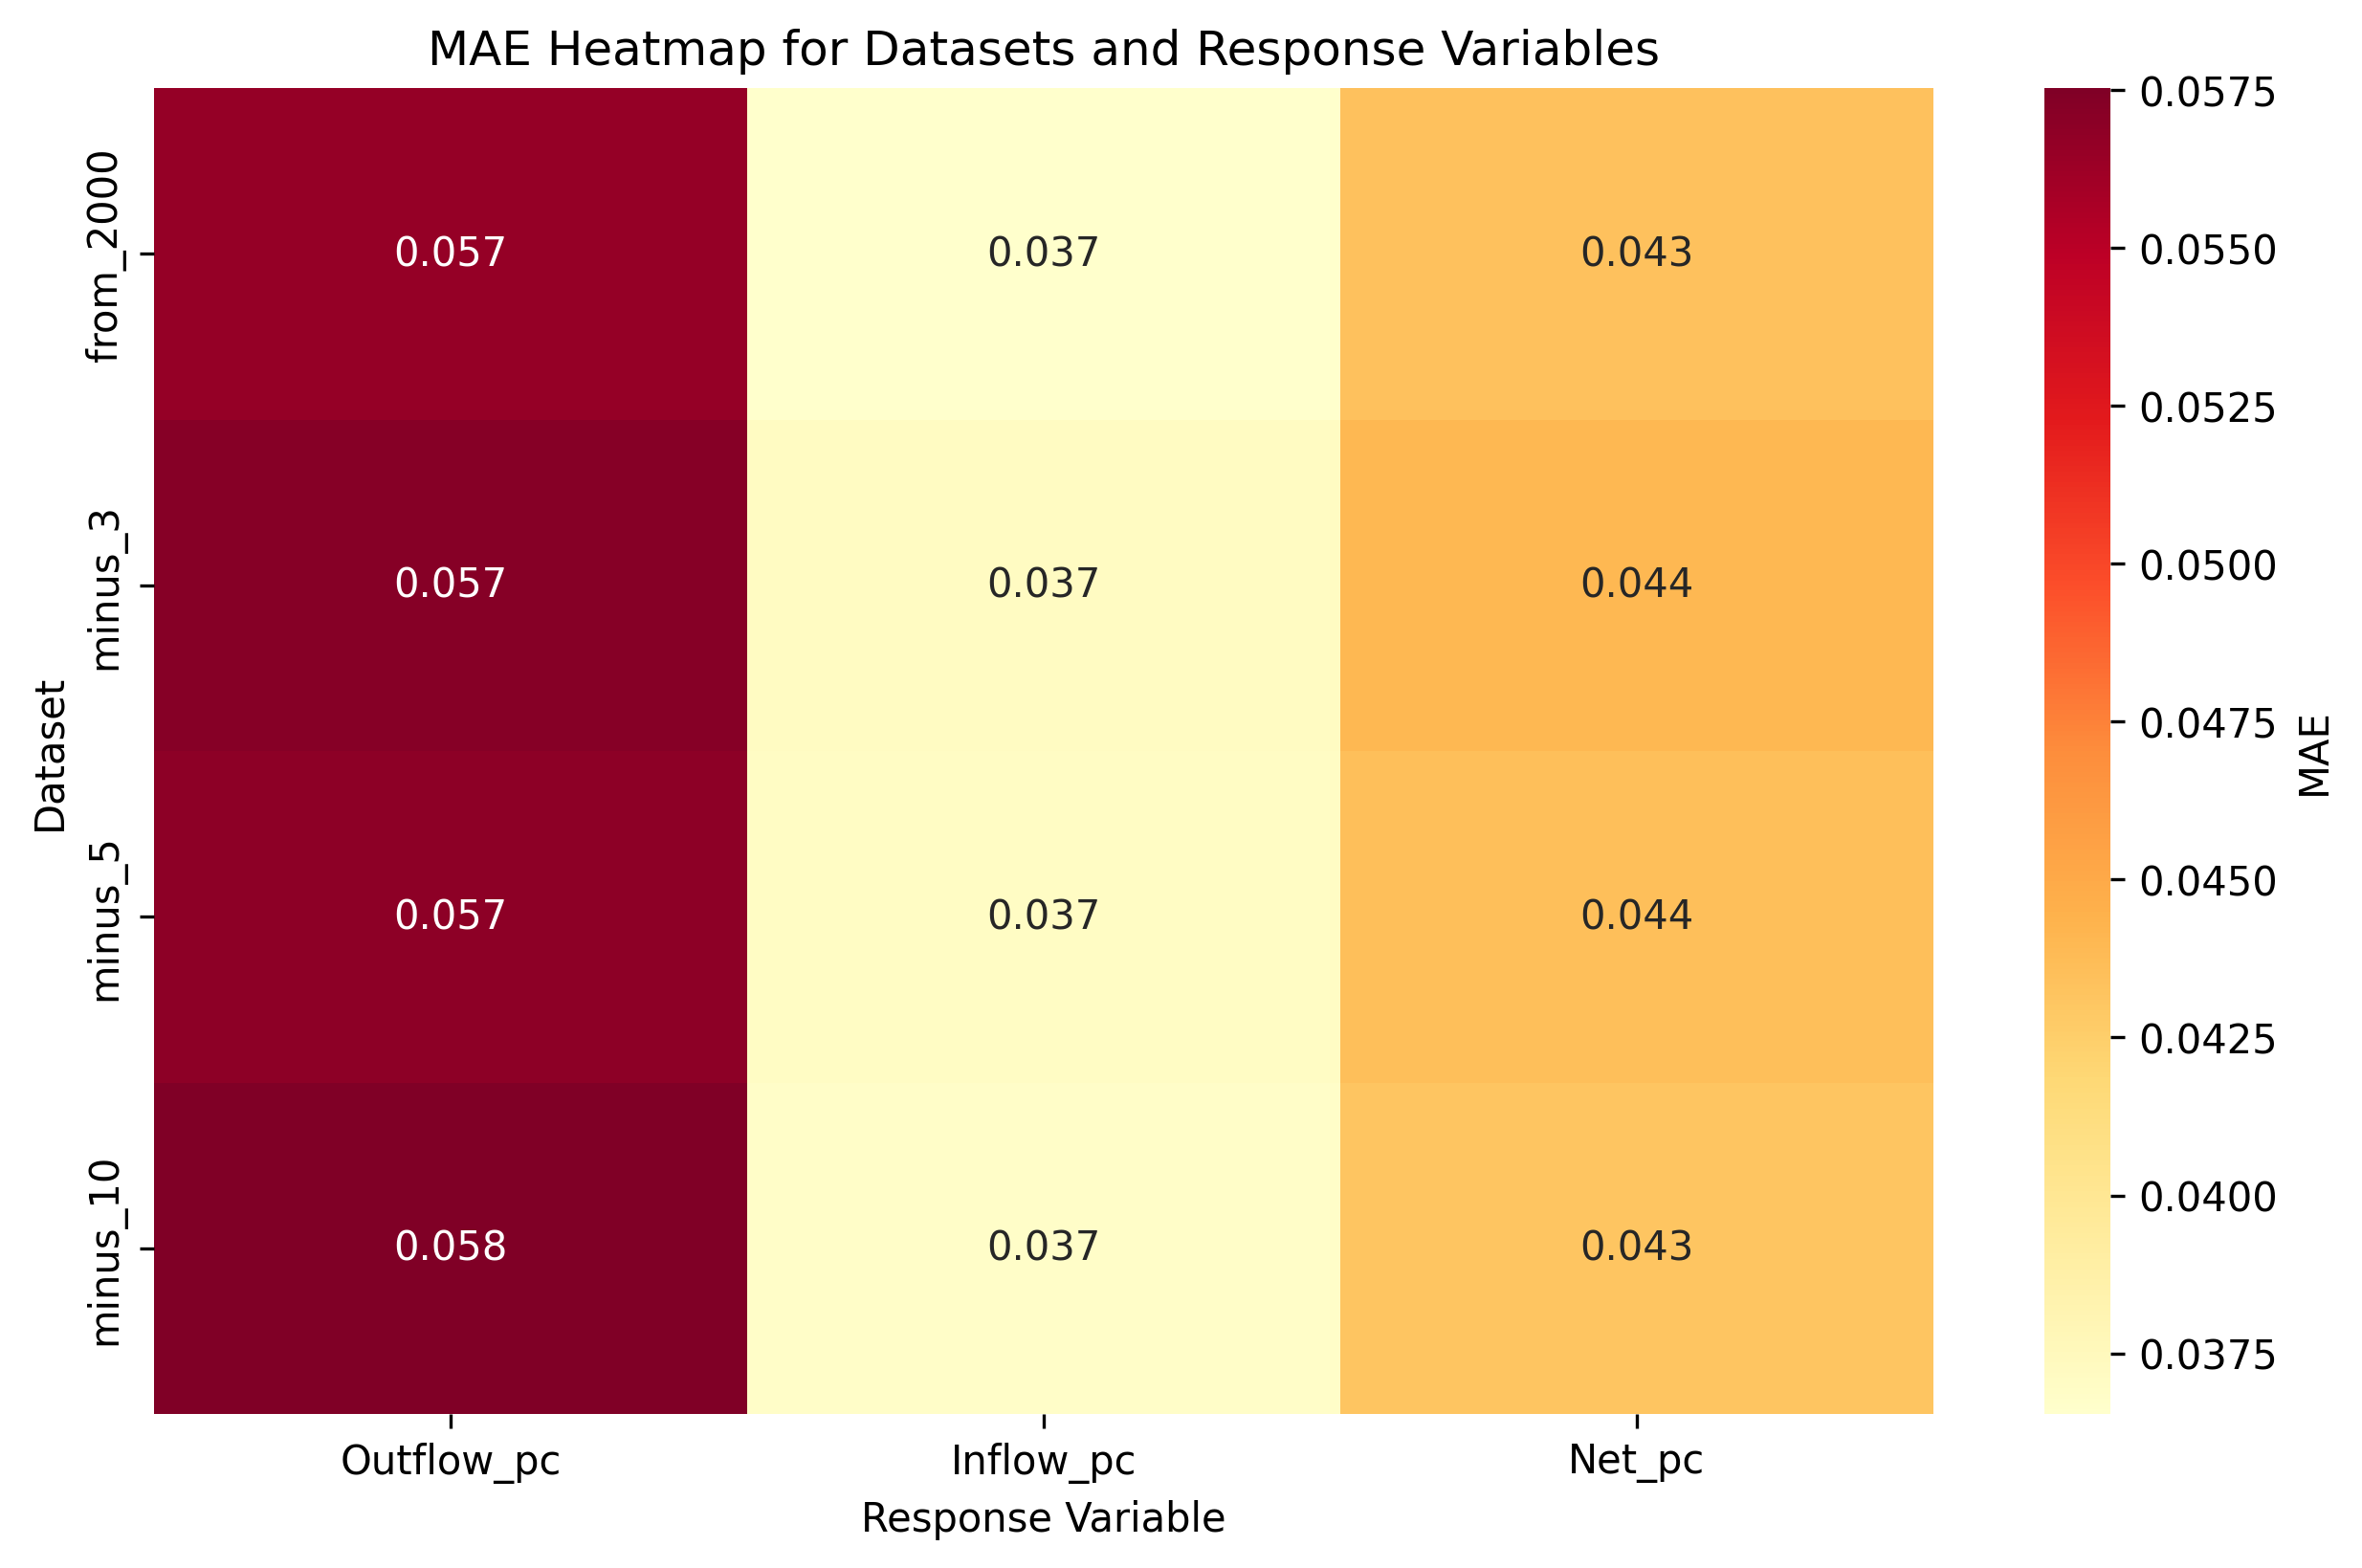 MAE Heatmap for Datasets and Response Variables
Dataset
from_2000
0.057
0.037
0.043
minus_3
0.057
0.037
0.044
minus_5
0.057
0.037
0.044
minus_10
0.058
0.037
0.043
Outflow_pc
Inflow_pc
Net_pc
Response Variable
0.0575
0.0550
0.0525
0.0500
0.0475
0.0450
0.0425
0.0400
0.0375
MAE